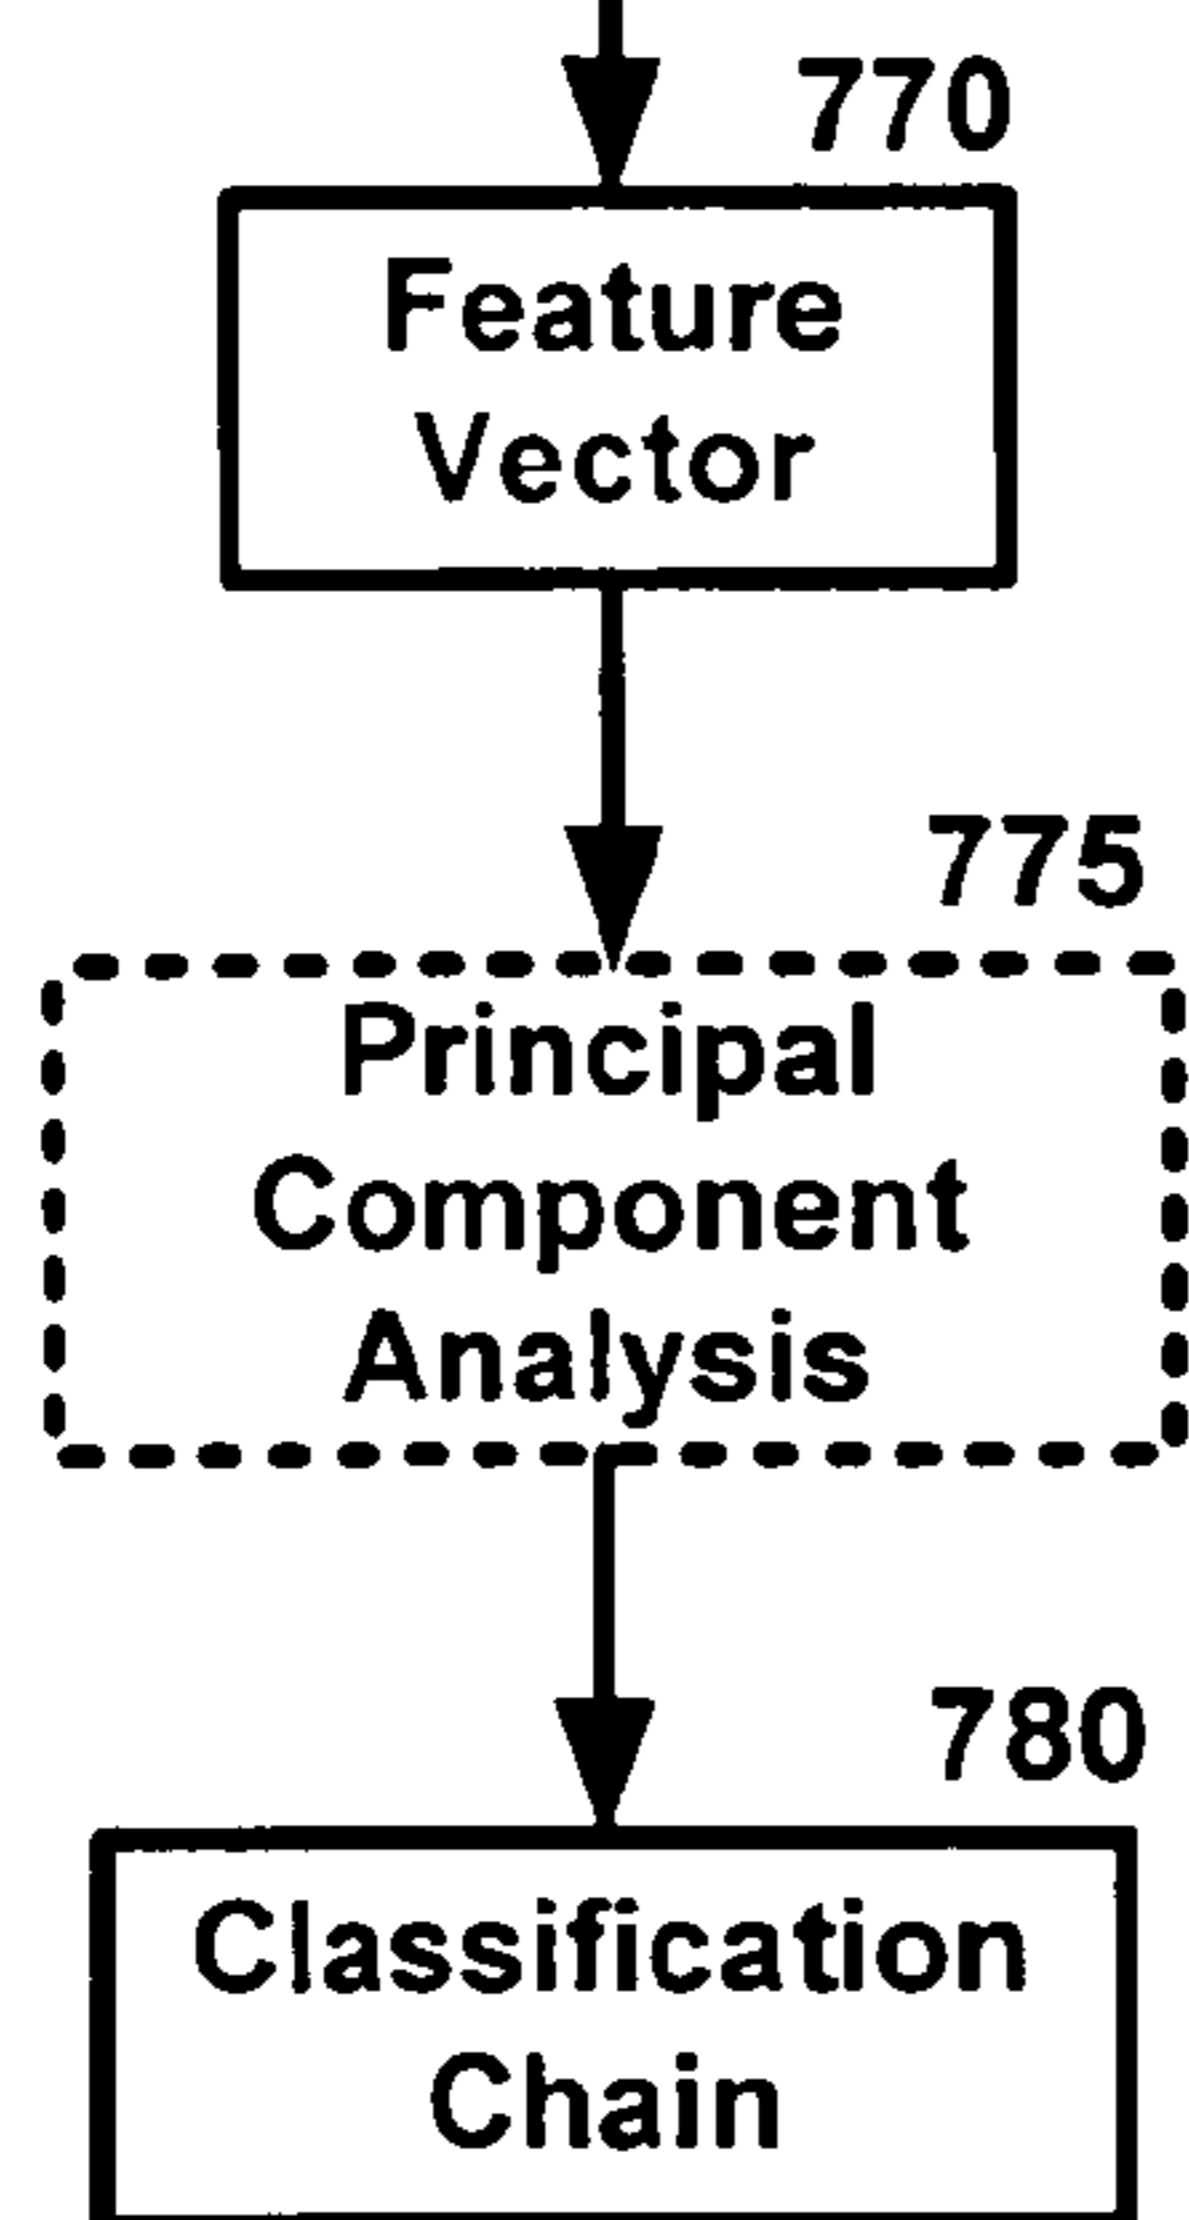 770
Feature
Vector
775
Principal
Component
Analysis
780
Classification
Chain